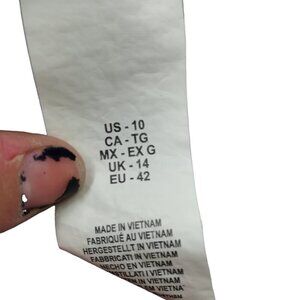 US - 10
CA - TG
MX - EX G
UK - 14
EU - 42
MADE IN VIETNAM
FABRIQUÉ AU VIETNAM
HERGESTELLT IN VIETNAM
FABBRICATI IN VIETNAM
HECHO EN VIETNAM
VIETNAM